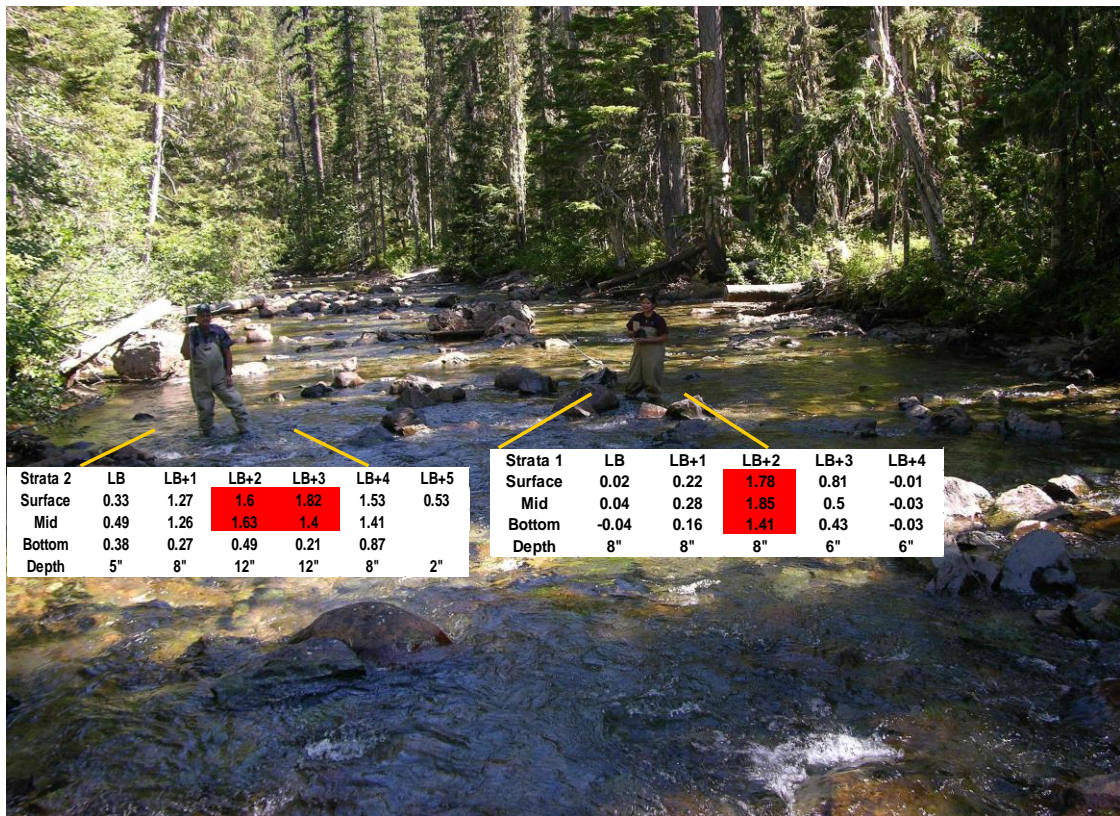 Strata 2 LB LB+1 LB+2 LB+3 LB+4 LB+5
Surface 0.33 1.27 1.6 1.82 1.53 0.53
Mid 0.49 1.26 1.63 1.4 1.41
Bottom 0.38 0.27 0.49 0.21 0.87
Depth 5" 8" 12" 12" 8" 2"
Strata 1 LB LB+1 LB+2 LB+3 LB+4
Surface 0.02 0.22 1.78 0.81 -0.01
Mid 0.04 0.28 1.85 0.5 -0.03
Bottom -0.04 0.16 1.41 0.43 -0.03
Depth 8" 8" 8" 6" 6"